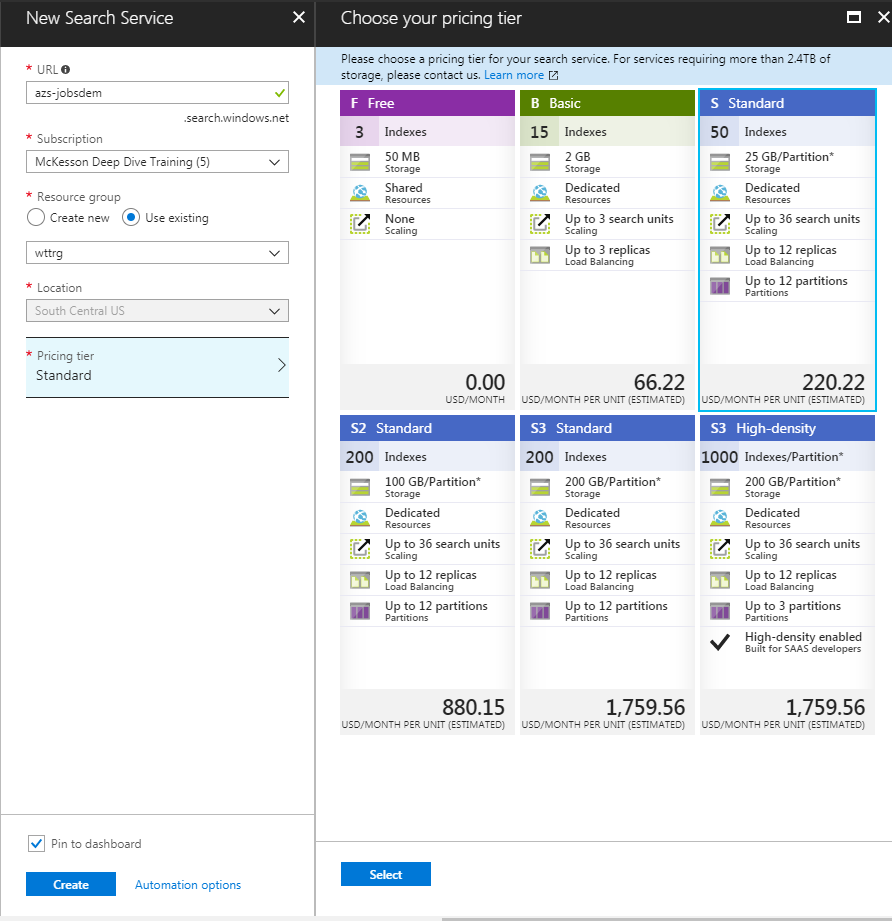 New Search Service
* URL
azs-jobsdem
.search.windows.net
* Subscription
McKesson Deep Dive Training (5)
* Resource group
Create new Use existing
wttrg
* Location
South Central US
* Pricing tier
Standard
Pin to dashboard
Create Automation options
Choose your pricing tier
Please choose a pricing tier for your search service. For services requiring more than 2.4TB of
storage, please contact us. Learn more
F Free
3 Indexes
50 MB
Storage
Shared
Resources
None
Scaling
0.00
USD/MONTH
B Basic
15 Indexes
2 GB
Storage
Dedicated
Resources
Up to 3 search units
Scaling
Up to 3 replicas
Load Balancing
66.22
USD/MONTH PER UNIT (ESTIMATED)
S Standard
50 Indexes
25 GB/Partition*
Storage
Dedicated
Resources
Up to 36 search units
Scaling
Up to 12 replicas
Load Balancing
Up to 12 partitions
Partitions
220.22
USD/MONTH PER UNIT (ESTIMATED)
S2 Standard
200 Indexes
100 GB/Partition*
Storage
Dedicated
Resources
Up to 36 search units
Scaling
Up to 12 replicas
Load Balancing
Up to 12 partitions
Partitions
880.15
USD/MONTH PER UNIT (ESTIMATED)
S3 Standard
200 Indexes
200 GB/Partition*
Storage
Dedicated
Resources
Up to 36 search units
Scaling
Up to 12 replicas
Load Balancing
Up to 12 partitions
Partitions
1,759.56
USD/MONTH PER UNIT (ESTIMATED)
S3 High-density
1000 Indexes/Partition*
200 GB/Partition*
Storage
Dedicated
Resources
Up to 36 search units
Scaling
Up to 12 replicas
Load Balancing
Up to 3 partitions
Partitions
High-density enabled
Built for SAAS developers
1,759.56
USD/MONTH PER UNIT (ESTIMATED)
Select